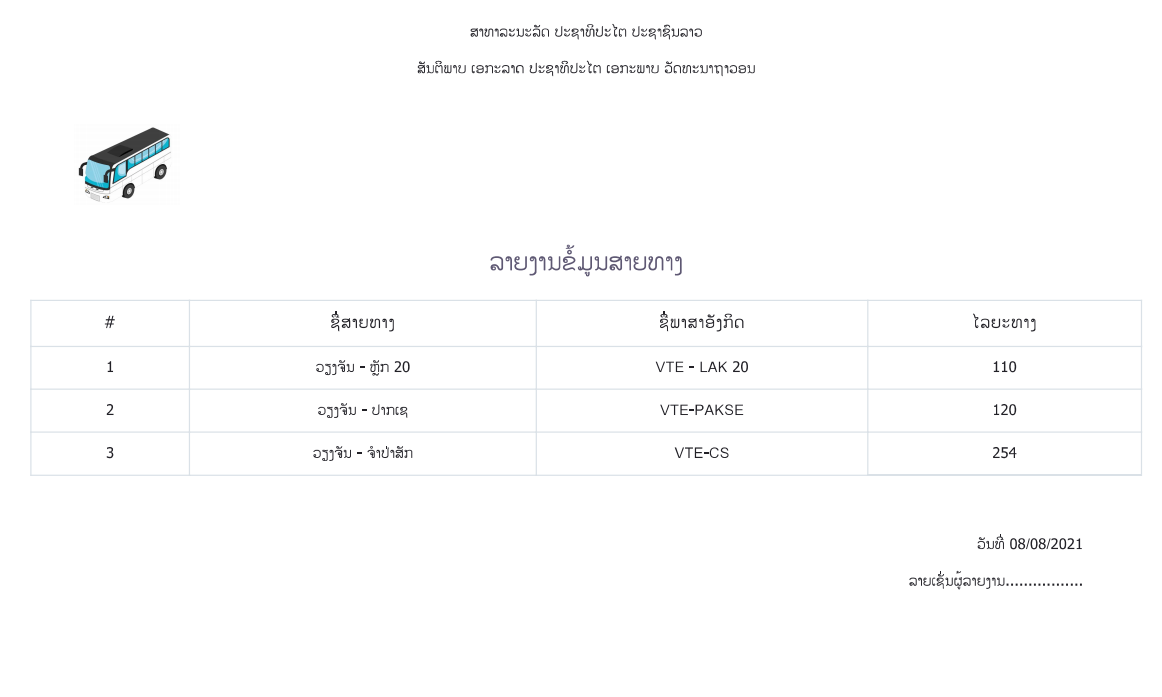 ສາທາລະນະລັດ ປະຊາທິປະໄຕ ປະຊາຊົນລາວ
ສັນຕິພາບ ເອກະລາດ ປະຊາທິປະໄຕ ເອກະພາບ ວັດທະນາຖາວອນ
ລາຍງານຂໍ້ມູນສາຍທາງ
# ຊື່ສາຍທາງ ຊື່ພາສາອັງກິດ ໄລຍະທາງ
1 ວຽງຈັນ - ຫຼັກ 20 VTE - LAK 20 110
2 ວຽງຈັນ - ປາກເຊ VTE-PAKSE 120
3 ວຽງຈັນ - ຈຳປາສັກ VTE-CS 254
ວັນທີ່ 08/08/2021
ລາຍເຊັ່ນຜູ້ລາຍງານ.................